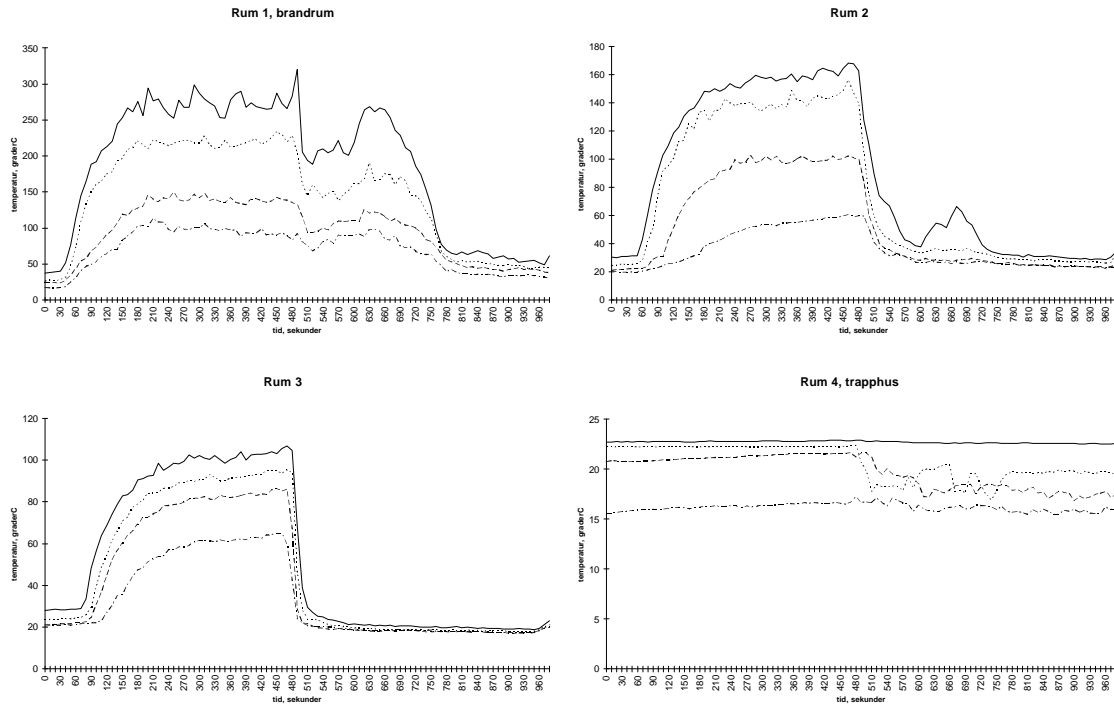 Rum 1, brandrum
350
300
250
200
150
100
50
0
temperatur, graderC
0 30 60 90 120 150 180 210 240 270 300 330 360 390 420 450 480 510 540 570 600 630 660 690 720 750 780 810 840 870 900 930 960
tid, sekunder
Rum 2
180
160
140
120
100
80
60
40
20
0
temperatur, graderC
0 30 60 90 120 150 180 210 240 270 300 330 360 390 420 450 480 510 540 570 600 630 660 690 720 750 780 810 840 870 900 930 960
tid, sekunder
Rum 3
120
100
80
60
40
20
0
temperatur, graderC
0 30 60 90 120 150 180 210 240 270 300 330 360 390 420 450 480 510 540 570 600 630 660 690 720 750 780 810 840 870 900 930 960
tid, sekunder
Rum 4, trapphus
25
20
15
10
5
0
temperatur, graderC
0 30 60 90 120 150 180 210 240 270 300 330 360 390 420 450 480 510 540 570 600 630 660 690 720 750 780 810 840 870 900 930 960
tid, sekunder